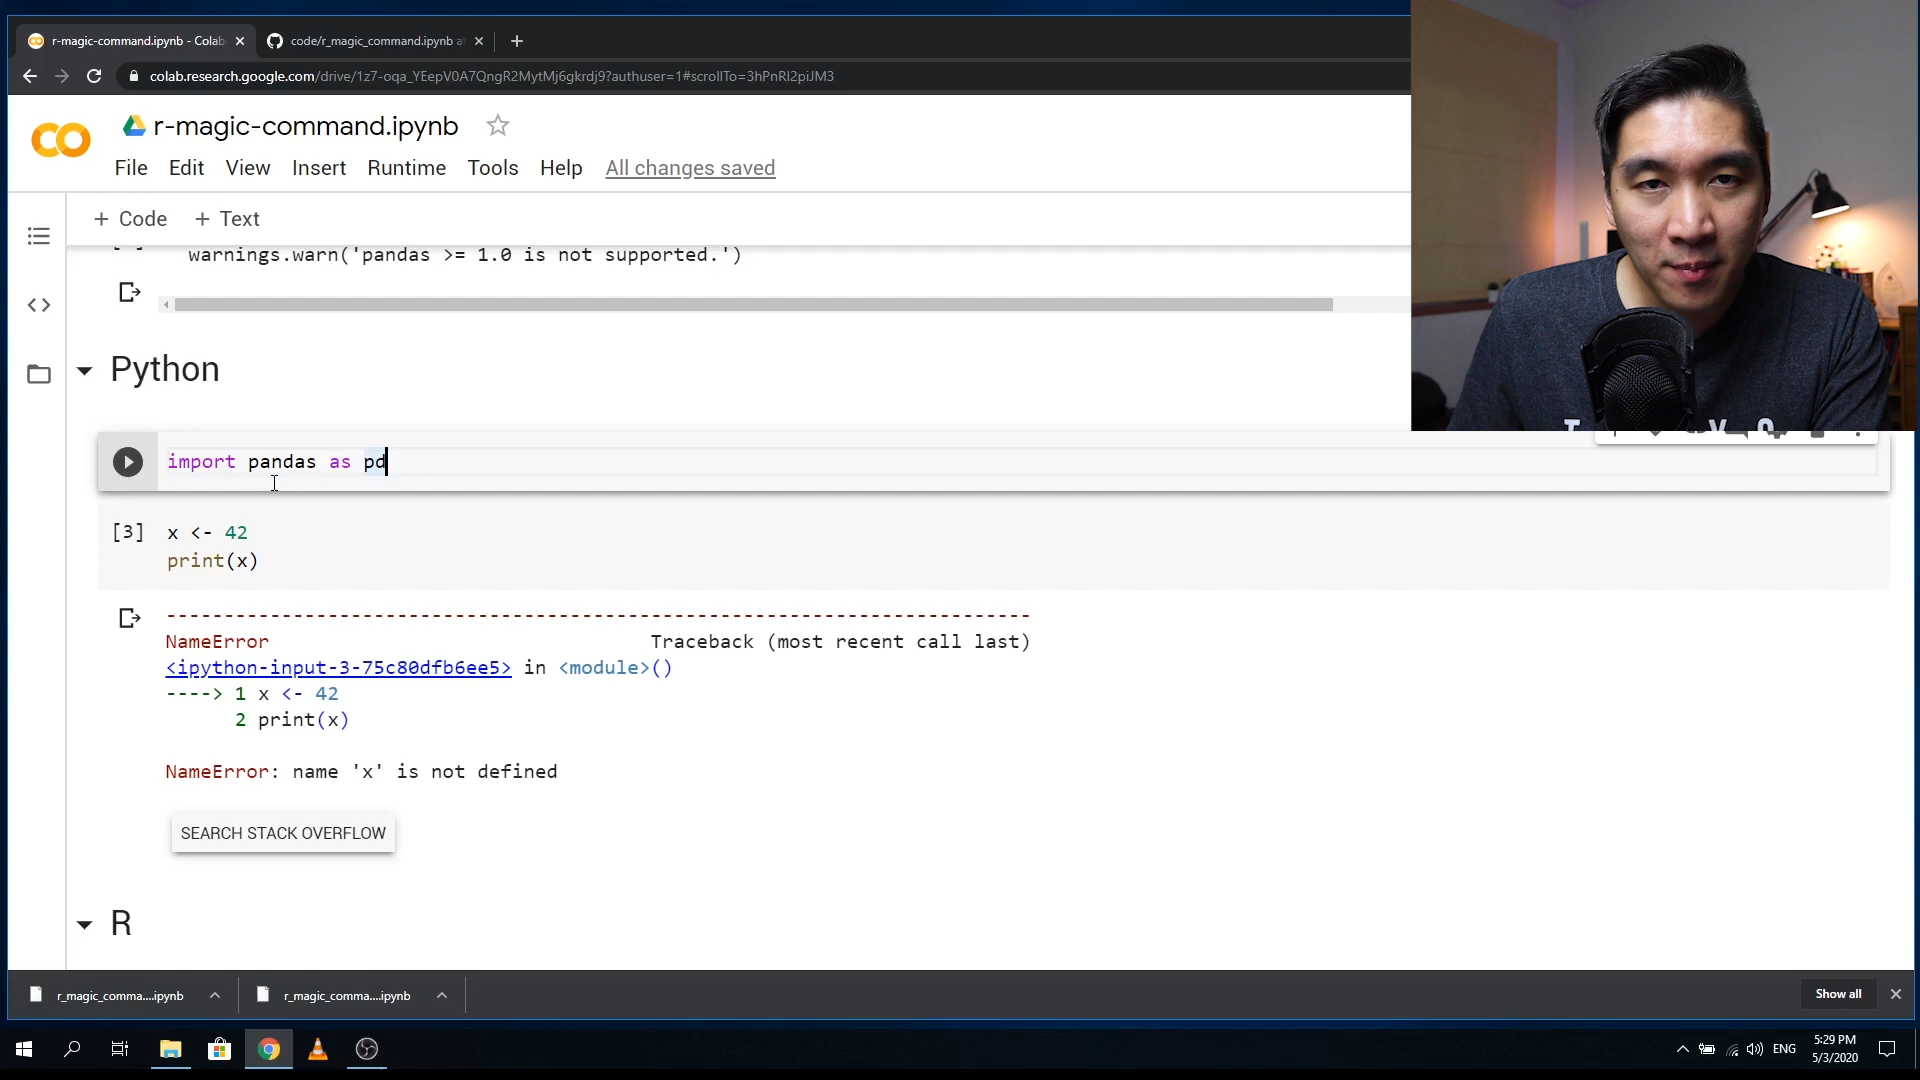 r-magic-command.ipynb - Colab
code/r_magic_command.ipynb a
colab.research.google.com/drive/1z7-oqa_YEepV0A7QngR2MytMj6gkrdj9?authuser=1#scrollTo=3hPnRI2piJM3
r-magic-command.ipynb
File Edit View Insert Runtime Tools Help All changes saved
+ Code + Text
warnings.warn('pandas >= 1.0 is not supported.')
Python
import pandas as pd
[3] x <- 42
print(x)
---------------------------------------------------------------------------
NameError Traceback (most recent call last)
<ipython-input-3-75c80dfb6ee5> in <module>()
----> 1 x <- 42
2 print(x)
NameError: name 'x' is not defined
SEARCH STACK OVERFLOW
R
r_magic_comma....ipynb
r_magic_comma....ipynb
Show all
ENG
5:29 PM
5/3/2020